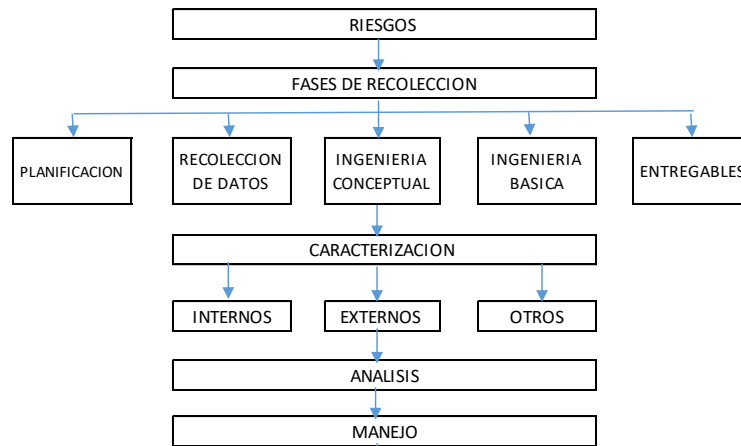 RIESGOS
FASES DE RECOLECCION
PLANIFICACION
RECOLECCION
DE DATOS
INGENIERIA
CONCEPTUAL
INGENIERIA
BASICA
ENTREGABLES
CARACTERIZACION
INTERNOS
EXTERNOS
OTROS
ANALISIS
MANEJO